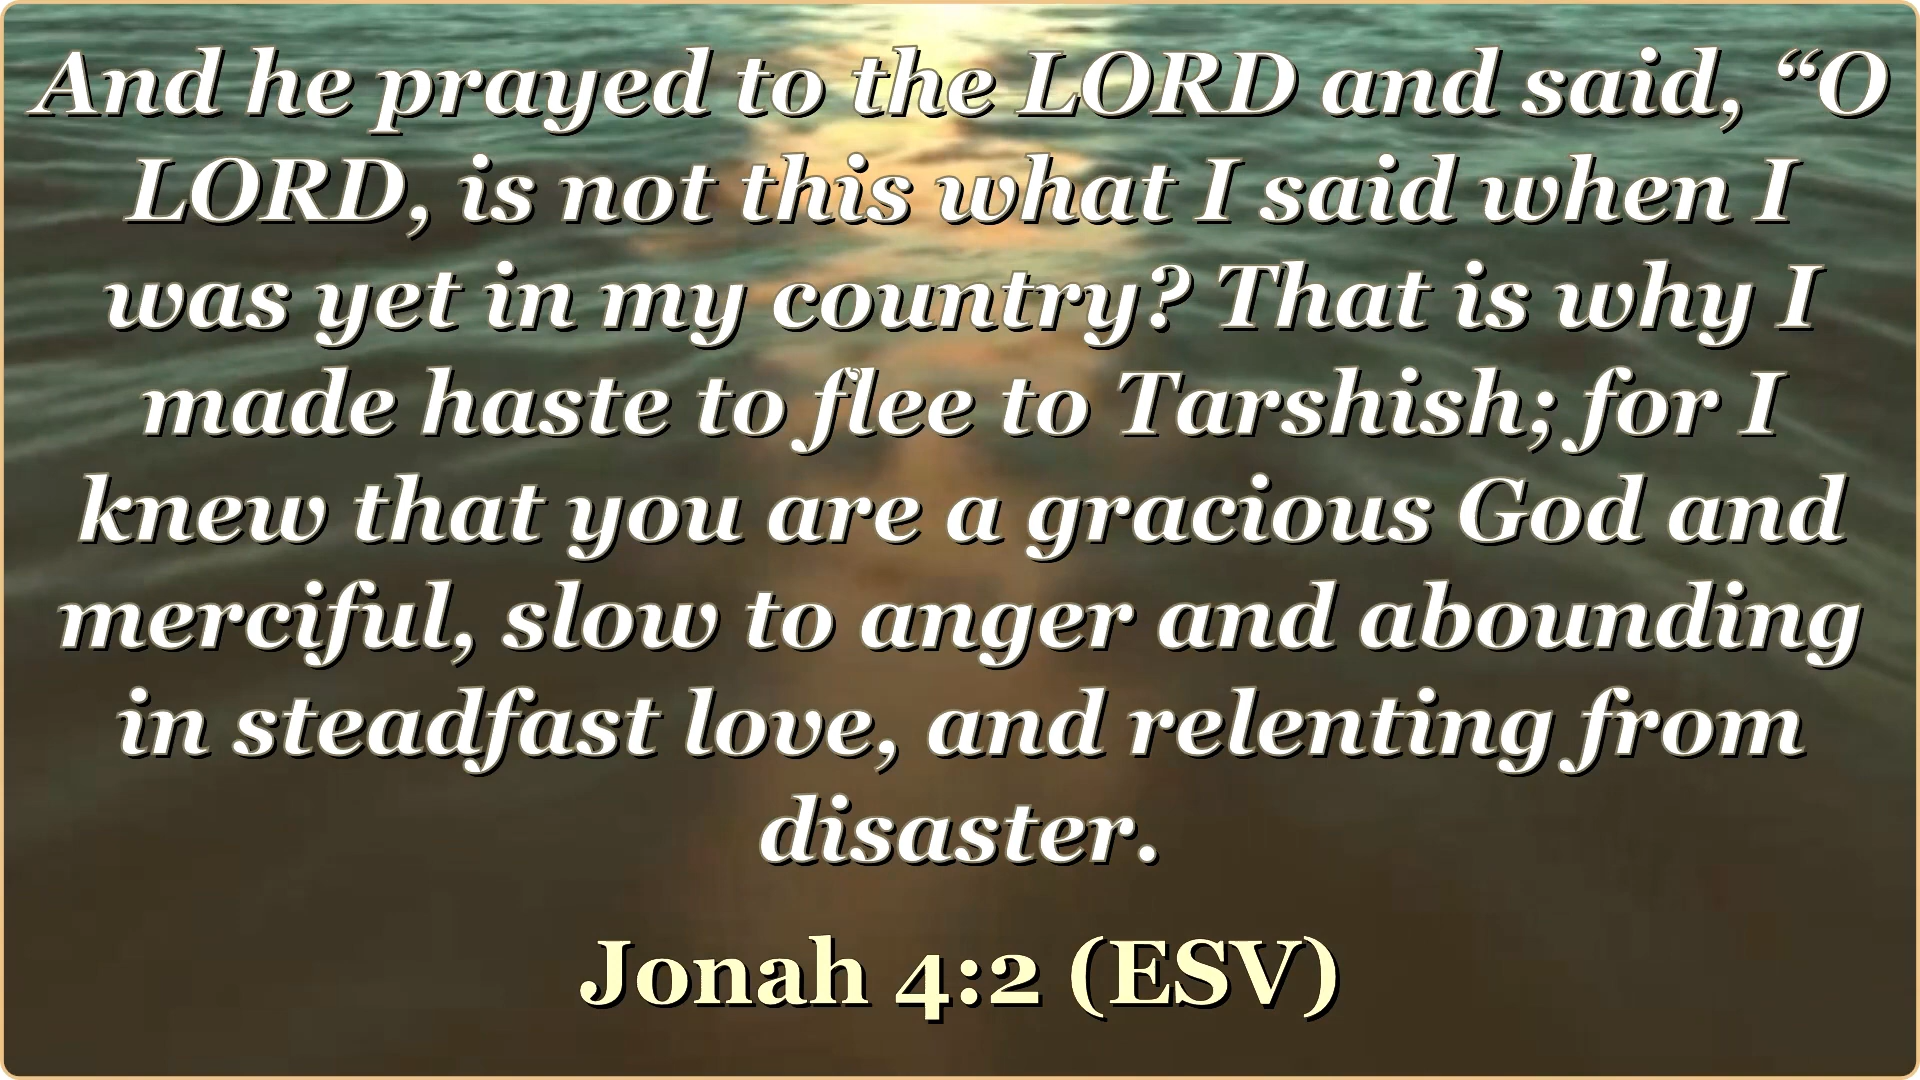 And he prayed to the LORD and said, “O
LORD, is not this what I said when I
was yet in my country? That is why I
made haste to flee to Tarshish; for I
knew that you are a gracious God and
merciful, slow to anger and abounding
in steadfast love, and relenting from
disaster.
Jonah 4:2 (ESV)